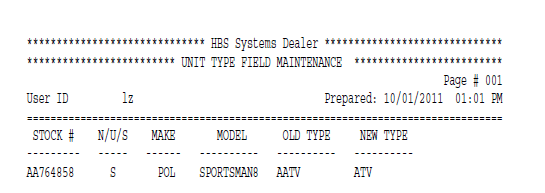 ****************************** HBS Systems Dealer ******************************
************************* UNIT TYPE FIELD MAINTENANCE *************************
Page # 001
User ID lz Prepared: 10/01/2011 01:01 PM
================================================================================
STOCK # N/U/S MAKE MODEL OLD TYPE NEW TYPE
--------- ----- ------ ---------- ---------- ----------
AA764858 S POL SPORTSMAN8 AATV ATV